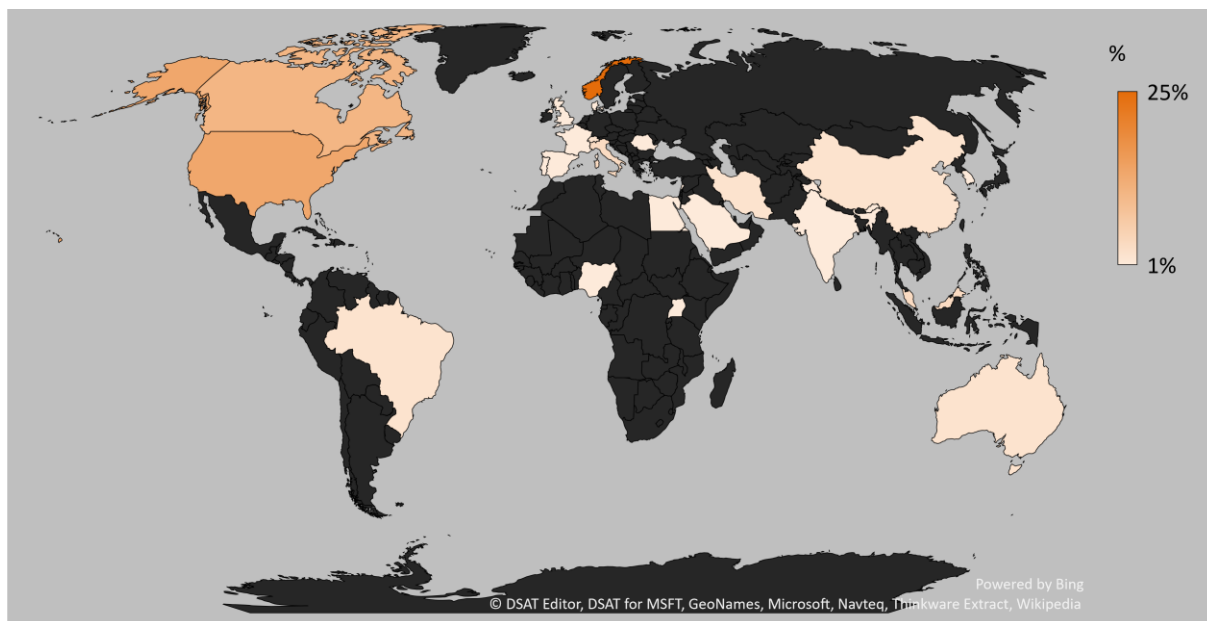 %
25%
1%
Powered by Bing
© DSAT Editor, DSAT for MSFT, GeoNames, Microsoft, Navteq, Thinkware Extract, Wikipedia